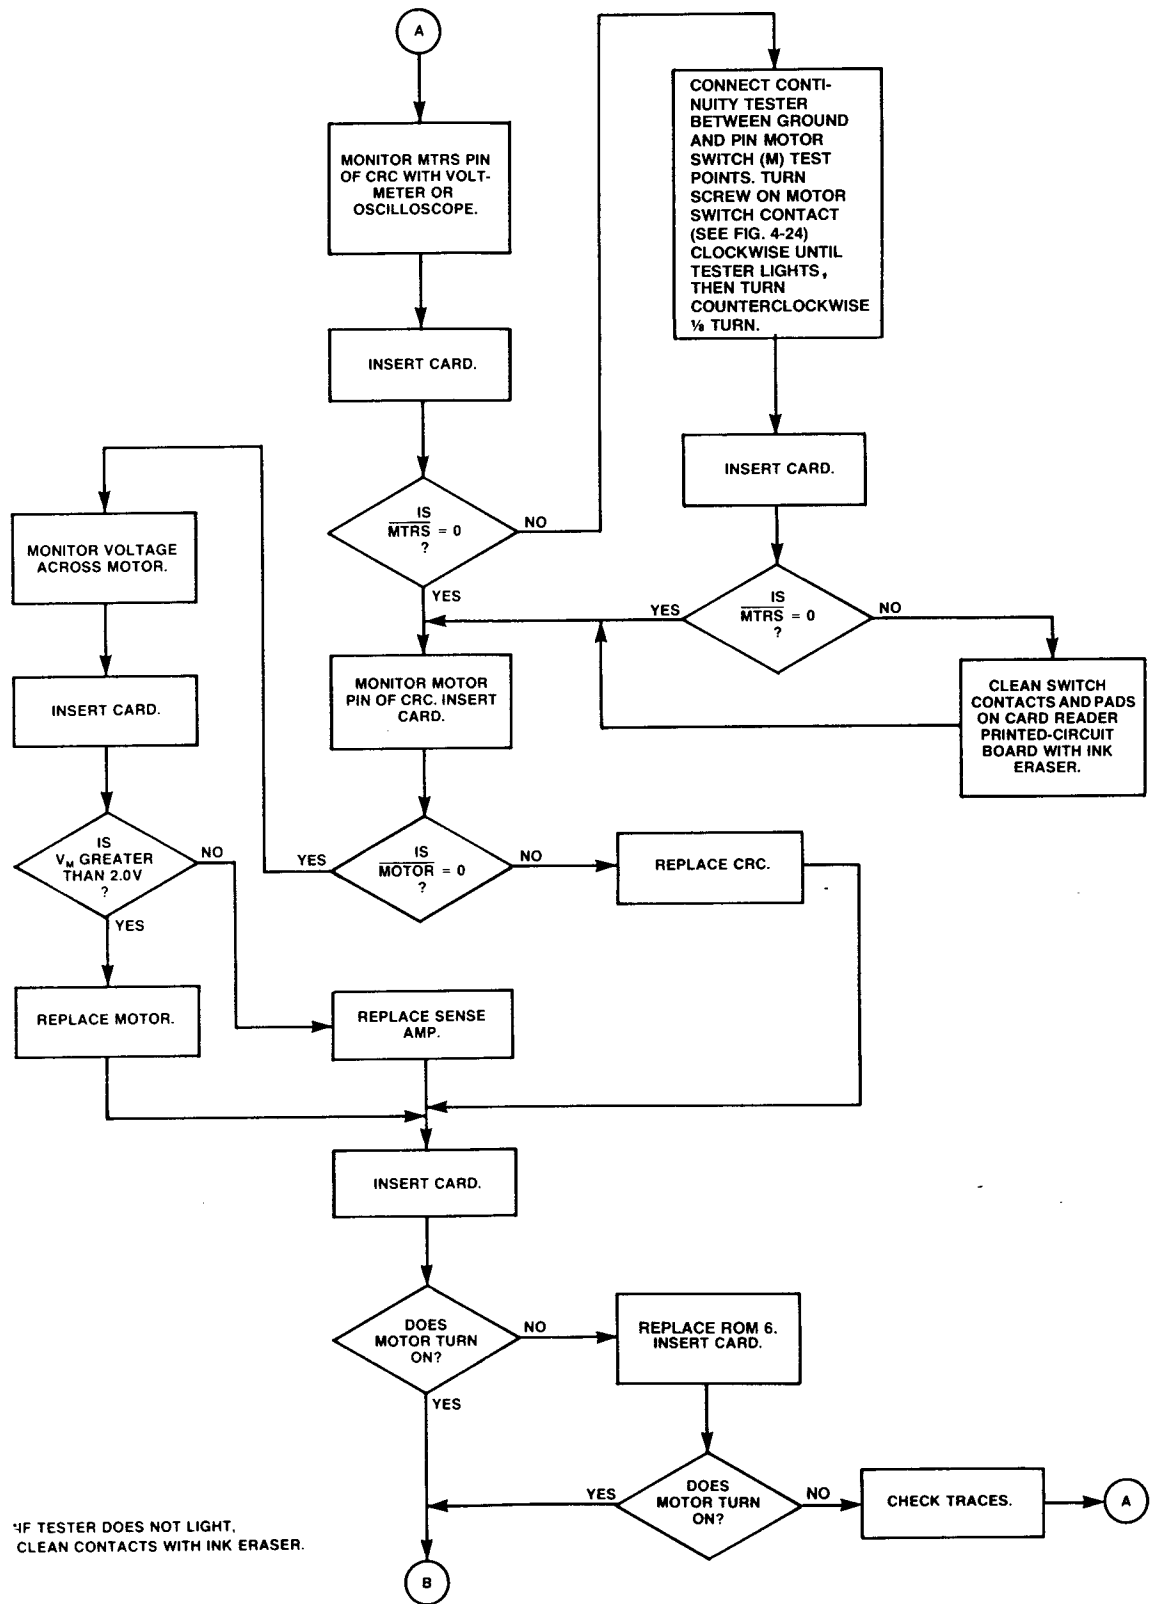 A
MONITOR MTRS PIN
OF CRC WITH VOLT-
METER OR
OSCILLOSCOPE.
INSERT CARD.
IS
MTRS = 0
?
NO
YES
CONNECT CONTI-
NUITY TESTER
BETWEEN GROUND
AND PIN MOTOR
SWITCH (M) TEST
POINTS. TURN
SCREW ON MOTOR
SWITCH CONTACT
(SEE FIG. 4-24)
CLOCKWISE UNTIL
TESTER LIGHTS,
THEN TURN
COUNTERCLOCKWISE
⅛ TURN.
INSERT CARD.
IS
MTRS = 0
?
YES
NO
CLEAN SWITCH
CONTACTS AND PADS
ON CARD READER
PRINTED-CIRCUIT
BOARD WITH INK
ERASER.
MONITOR MOTOR
PIN OF CRC. INSERT
CARD.
IS
MOTOR = 0
?
YES
NO
REPLACE CRC.
MONITOR VOLTAGE
ACROSS MOTOR.
INSERT CARD.
IS
VM GREATER
THAN 2.0V
?
NO
YES
REPLACE MOTOR.
REPLACE SENSE
AMP.
INSERT CARD.
DOES
MOTOR TURN
ON?
NO
YES
REPLACE ROM 6.
INSERT CARD.
DOES
MOTOR TURN
ON?
YES
NO
CHECK TRACES.
A
B
*IF TESTER DOES NOT LIGHT,
CLEAN CONTACTS WITH INK ERASER.